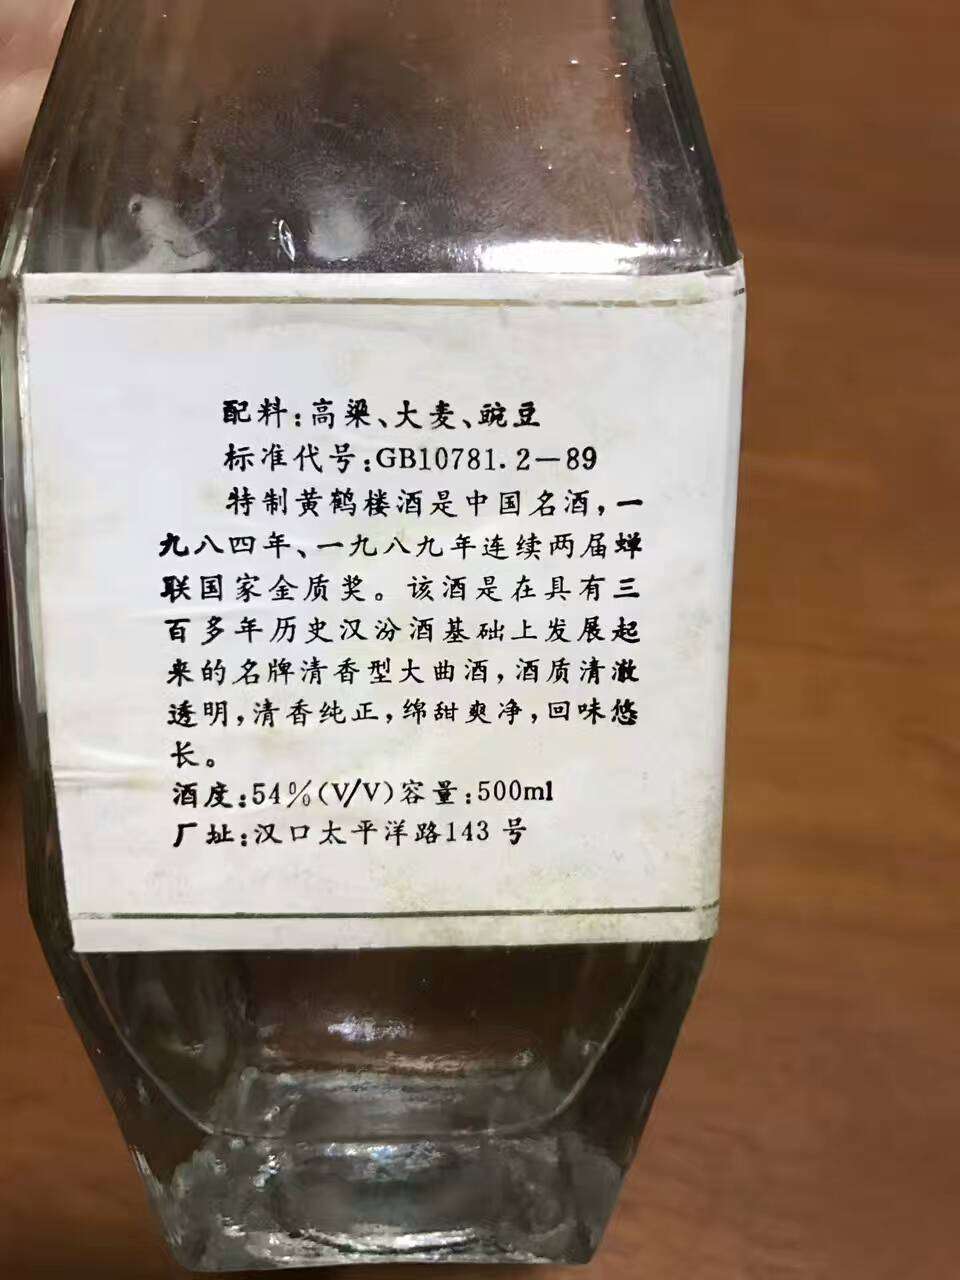 配料:高粱、大麦、豌豆
标准代号:GB10781.2—89
特制黄鹤楼酒是中国名酒,一
九八四年、一九八九年连续两届蝉
联国家金质奖。该酒是在具有三
百多年历史汉汾酒基础上发展起
来的名牌清香型大曲酒,酒质清澈
透明,清香纯正,绵甜爽净,回味悠
长。
酒度:54%(V/V)容量:500ml
厂址:汉口太平洋路143号